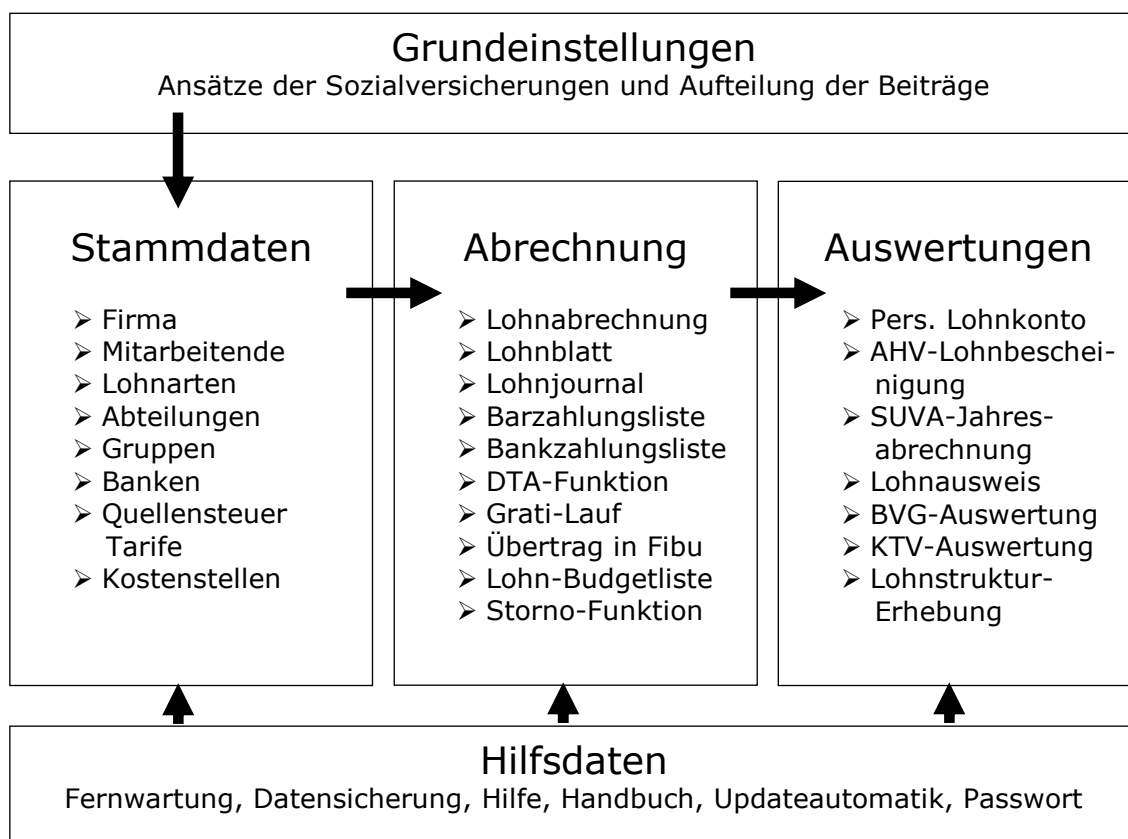 Grundeinstellungen
Ansätze der Sozialversicherungen und Aufteilung der Beiträge
Stammdaten
➢ Firma
➢ Mitarbeitende
➢ Lohnarten
➢ Abteilungen
➢ Gruppen
➢ Banken
➢ Quellensteuer
Tarife
➢ Kostenstellen
Abrechnung
➢ Lohnabrechnung
➢ Lohnblatt
➢ Lohnjournal
➢ Barzahlungsliste
➢ Bankzahlungsliste
➢ DTA-Funktion
➢ Grati-Lauf
➢ Übertrag in Fibu
➢ Lohn-Budgetliste
➢ Storno-Funktion
Auswertungen
➢ Pers. Lohnkonto
➢ AHV-Lohnbeschei-
nigung
➢ SUVA-Jahres-
abrechnung
➢ Lohnausweis
➢ BVG-Auswertung
➢ KTV-Auswertung
➢ Lohnstruktur-
Erhebung
Hilfsdaten
Fernwartung, Datensicherung, Hilfe, Handbuch, Updateautomatik, Passwort